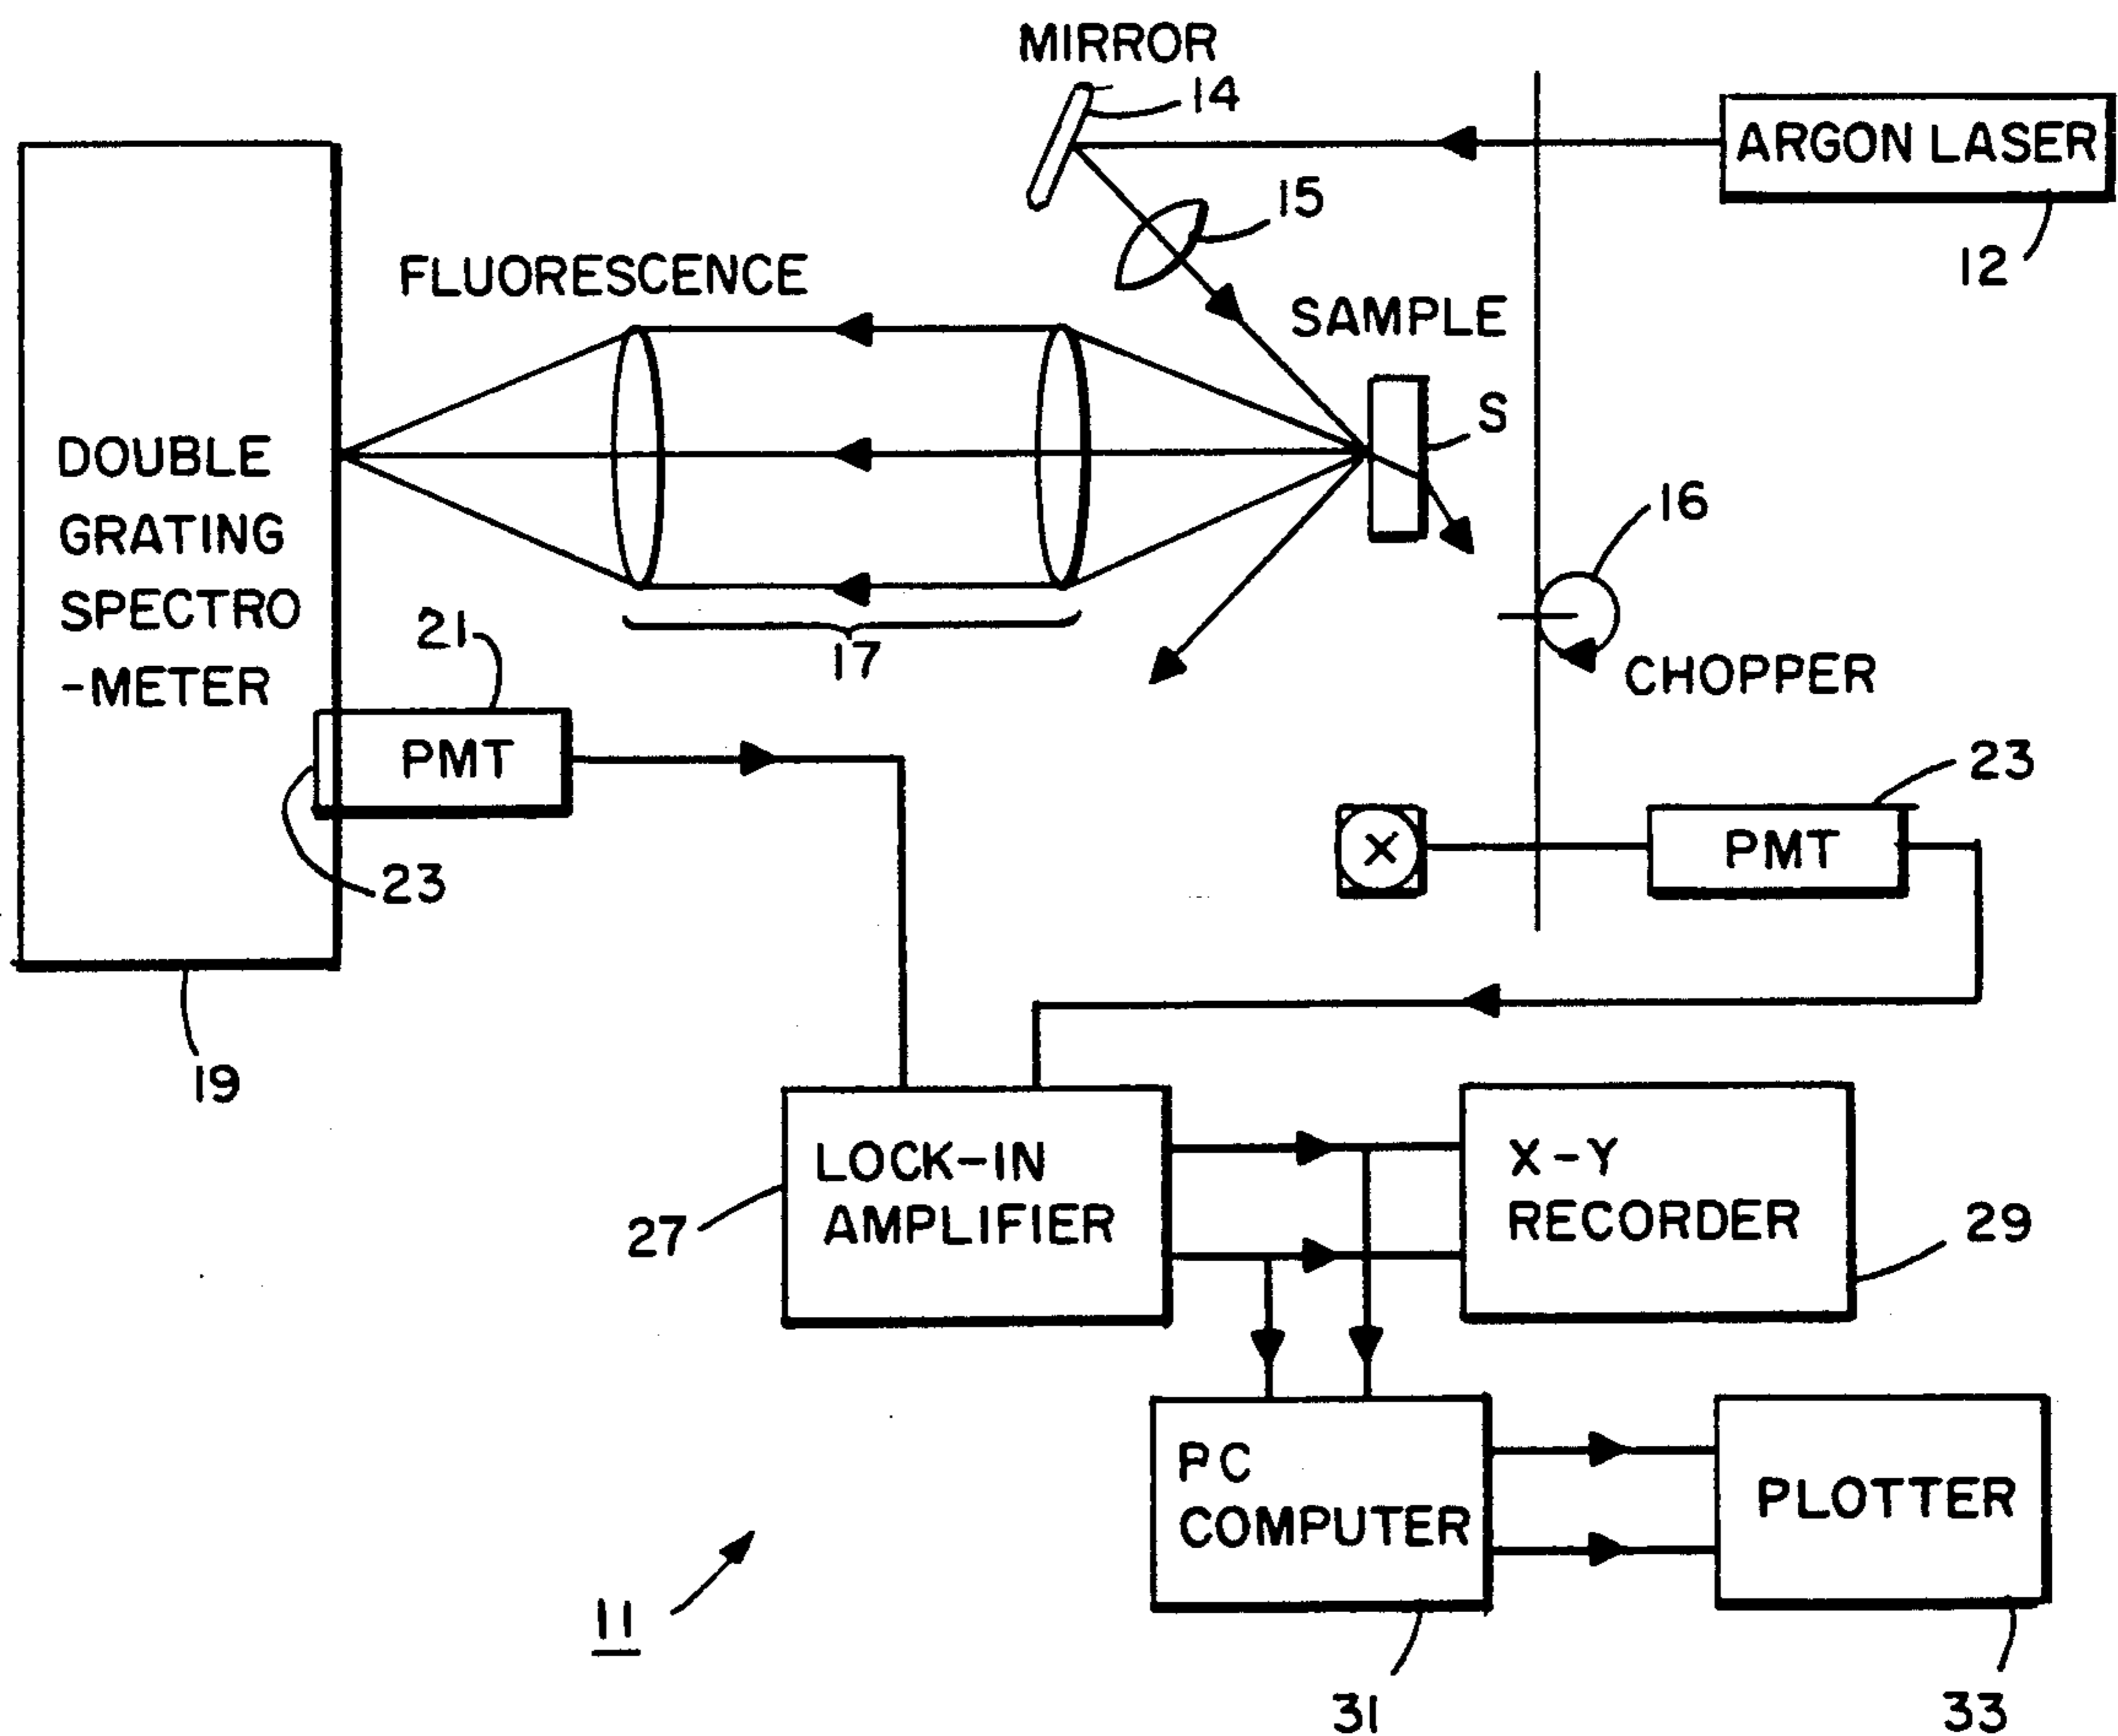 MIRROR
14
ARGON LASER
15
12
FLUORESCENCE
SAMPLE
S
DOUBLE
GRATING
SPECTRO
-METER
16
21
17
CHOPPER
PMT
23
23
X
PMT
19
LOCK-IN
AMPLIFIER
27
X-Y
RECORDER
29
PC
COMPUTER
PLOTTER
11
31
33